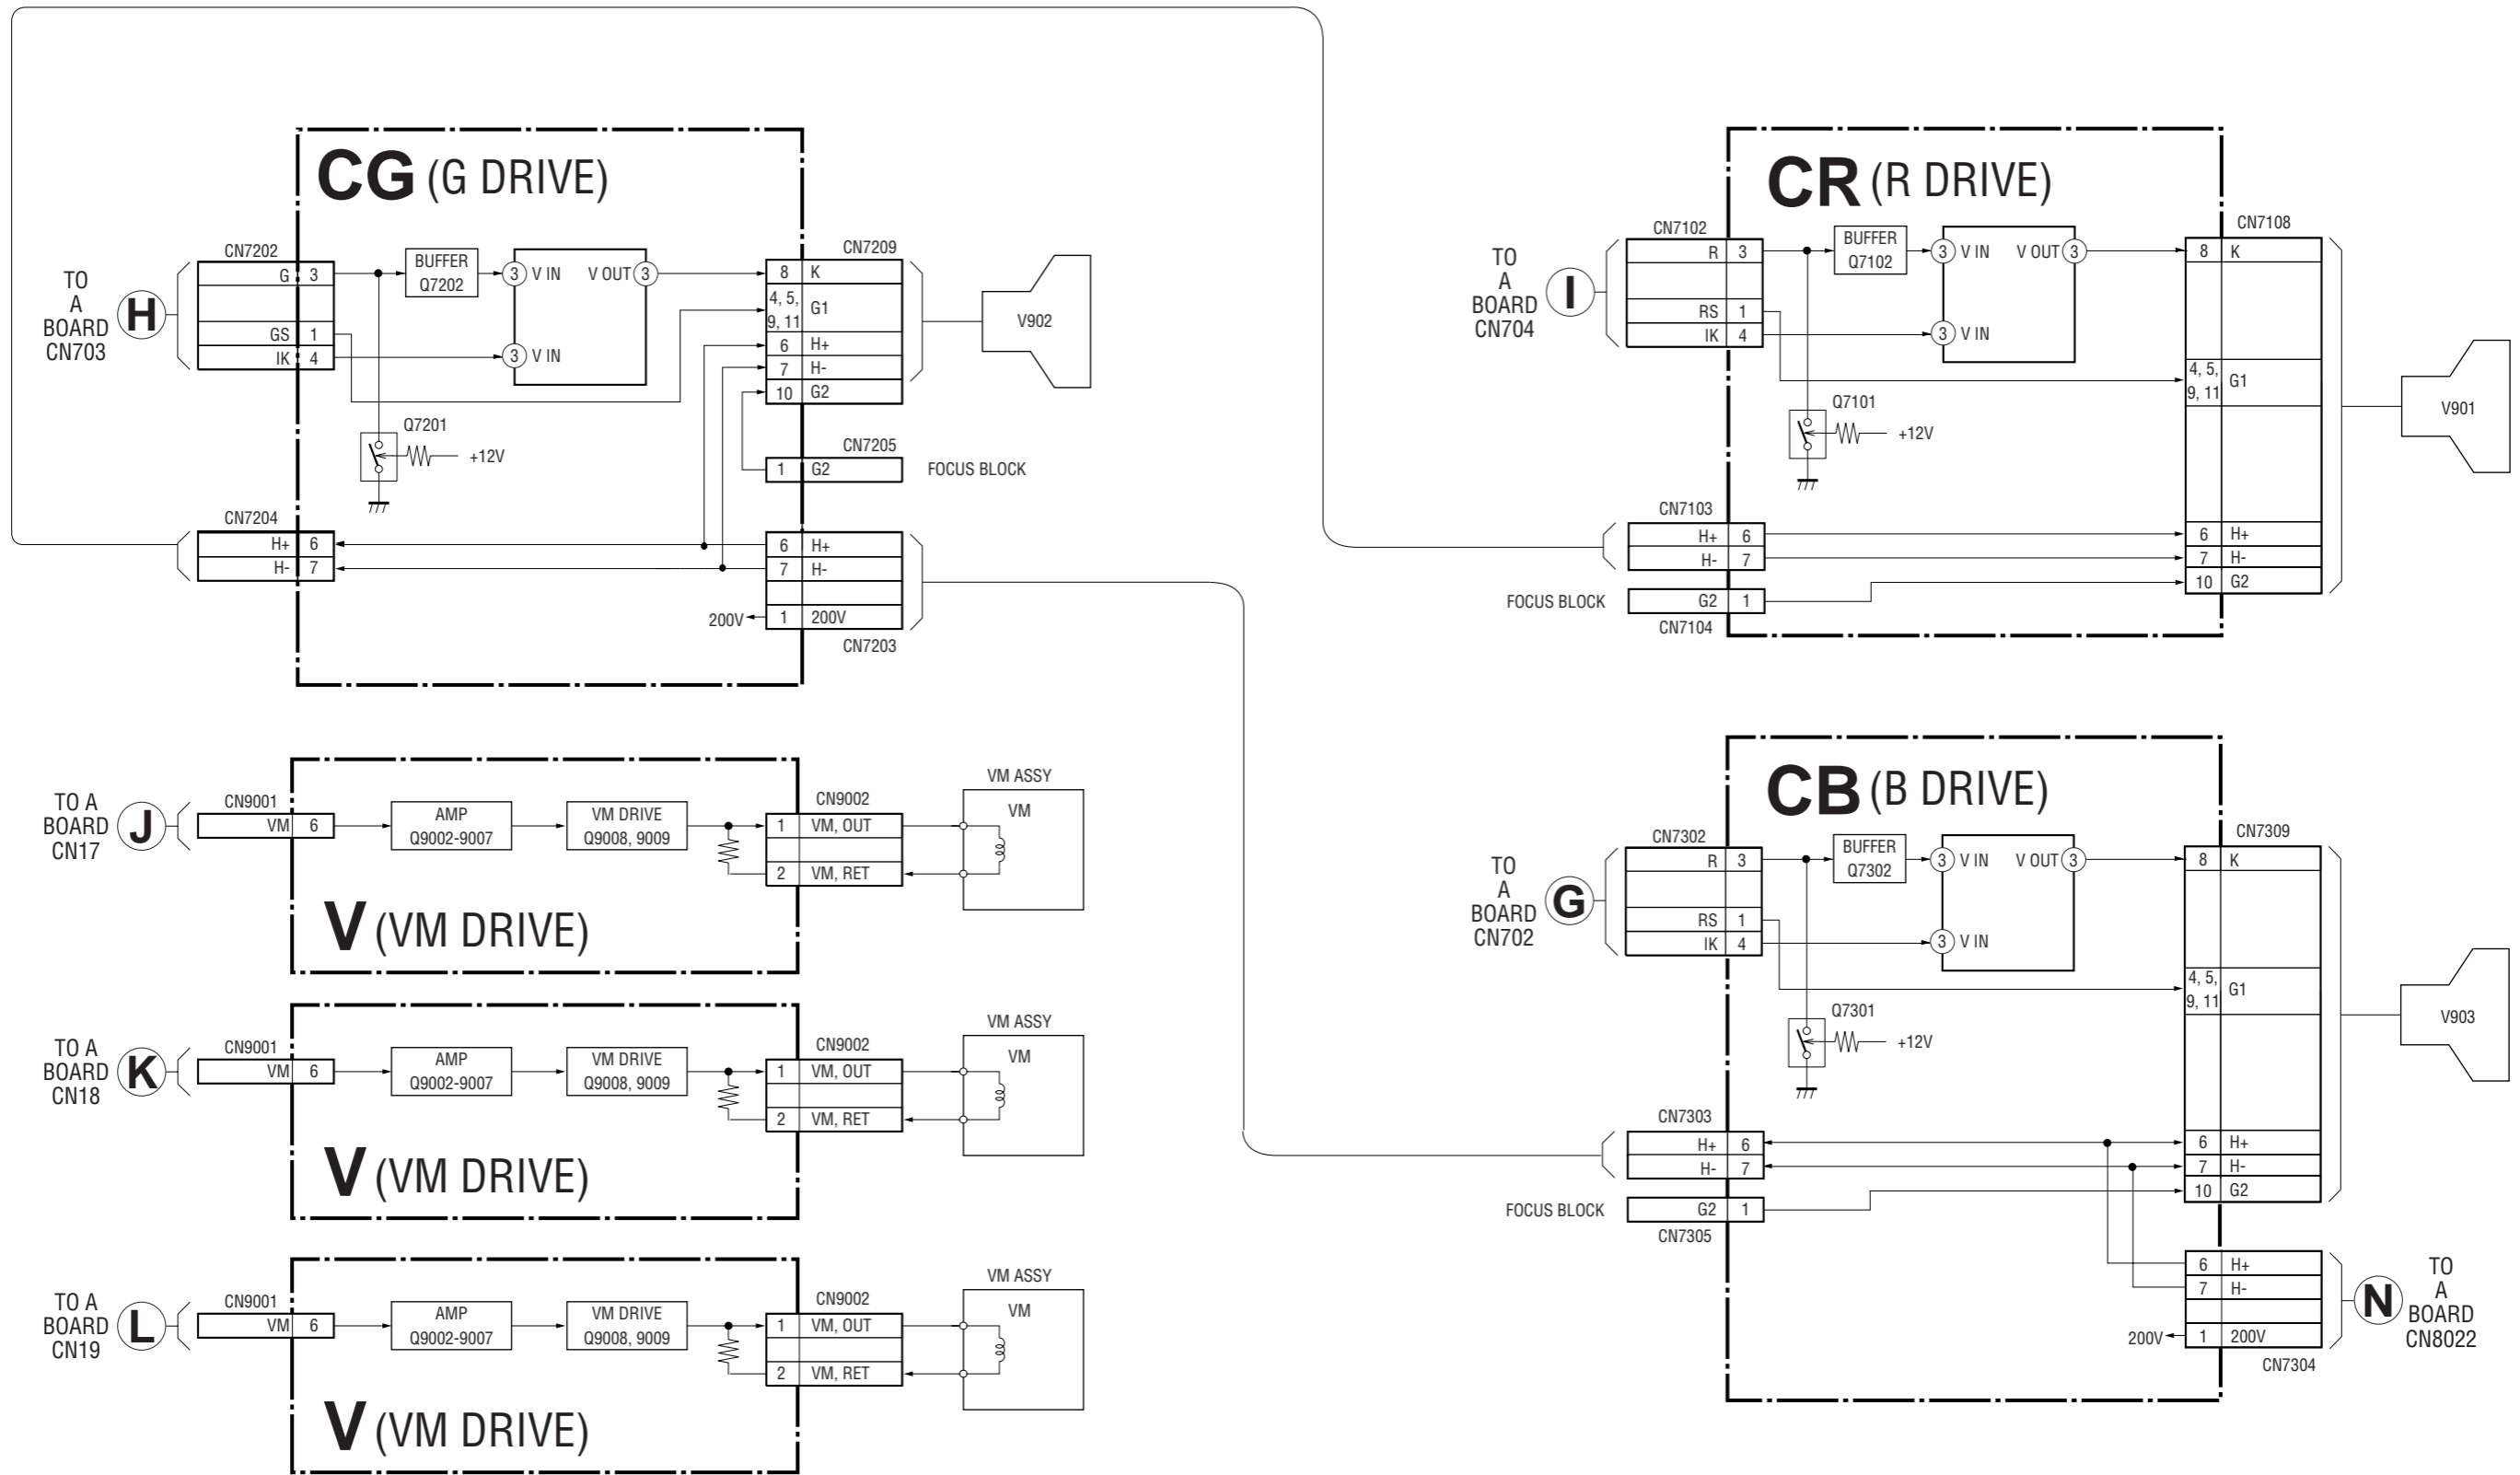 CG (G DRIVE)
TO
A
BOARD
CN703
H
CN7202
G 3
GS 1
IK 4
BUFFER
Q7202
3 V IN
V OUT 3
3 V IN
Q7201
+12V
CN7209
8 K
4, 5,
9, 11
G1
6 H+
7 H-
10 G2
V902
CN7205
1 G2
FOCUS BLOCK
CN7204
H+ 6
H- 7
6 H+
7 H-
200V
1 200V
CN7203
CR (R DRIVE)
TO
A
BOARD
CN704
I
CN7102
R 3
RS 1
IK 4
BUFFER
Q7102
3 V IN
V OUT 3
3 V IN
Q7101
+12V
CN7108
8 K
4, 5,
9, 11
G1
6 H+
7 H-
10 G2
V901
CN7103
H+ 6
H- 7
FOCUS BLOCK
G2 1
CN7104
TO A
BOARD
CN17
J
CN9001
VM 6
AMP
Q9002-9007
VM DRIVE
Q9008, 9009
CN9002
1 VM, OUT
2 VM, RET
VM ASSY
VM
V (VM DRIVE)
TO A
BOARD
CN18
K
CN9001
VM 6
AMP
Q9002-9007
VM DRIVE
Q9008, 9009
CN9002
1 VM, OUT
2 VM, RET
VM ASSY
VM
V (VM DRIVE)
TO A
BOARD
CN19
L
CN9001
VM 6
AMP
Q9002-9007
VM DRIVE
Q9008, 9009
CN9002
1 VM, OUT
2 VM, RET
VM ASSY
VM
V (VM DRIVE)
CB (B DRIVE)
TO
A
BOARD
CN702
G
CN7302
R 3
RS 1
IK 4
BUFFER
Q7302
3 V IN
V OUT 3
3 V IN
Q7301
+12V
CN7309
8 K
4, 5,
9, 11
G1
6 H+
7 H-
10 G2
V903
CN7303
H+ 6
H- 7
FOCUS BLOCK
G2 1
CN7305
6 H+
7 H-
200V
1 200V
CN7304
N
TO
A
BOARD
CN8022